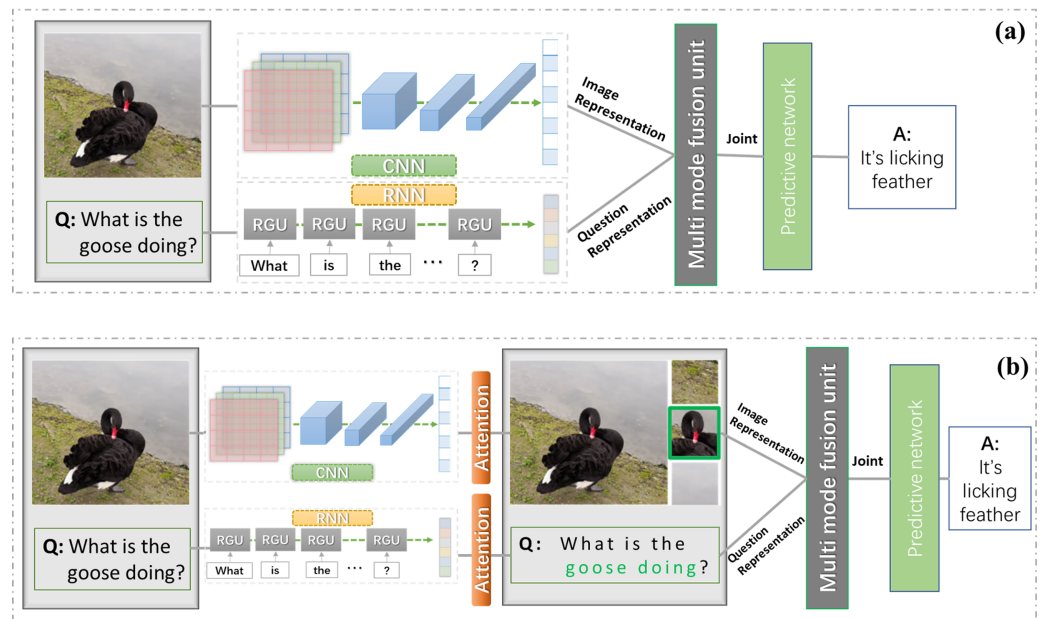 (a)
Q: What is the
goose doing?
CNN
RNN
RGU RGU RGU RGU
What is the ... ?
Image
Representation
Question
Representation
Multi mode fusion unit
Joint
Predictive network
A:
It's licking
feather
(b)
Q: What is the
goose doing?
CNN
RNN
RGU RGU RGU RGU
What is the ... ?
Attention
Attention
Q: What is the
goose doing?
Image
Representation
Question
Representation
Multi mode fusion unit
Joint
Predictive network
A:
It's
licking
feather